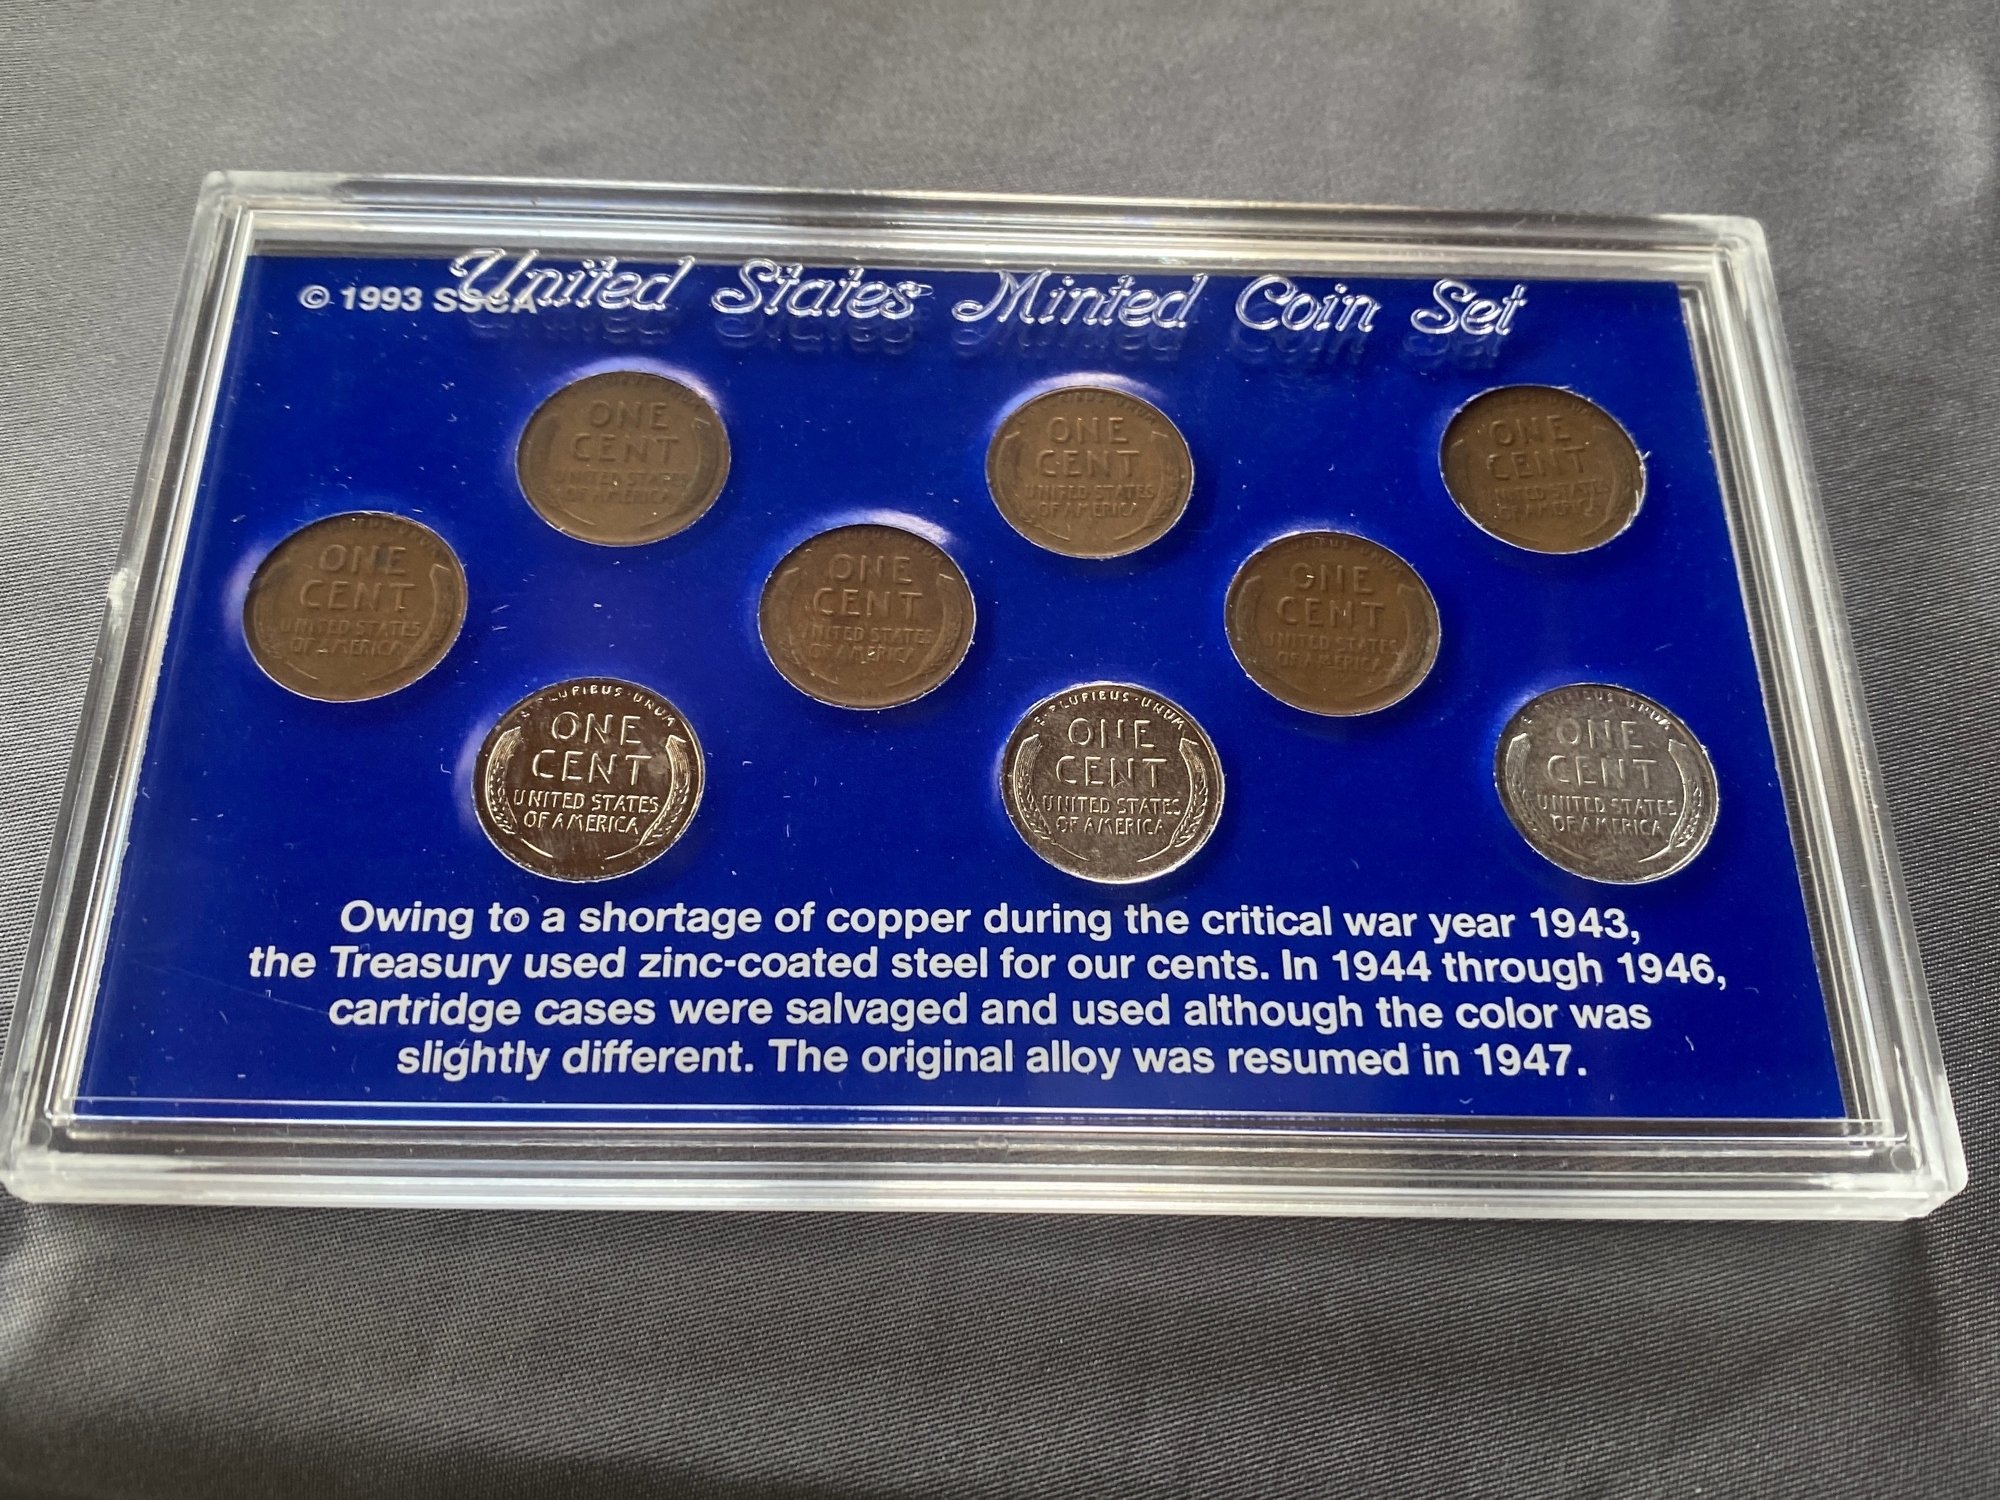 United States Minted Coin Set
© 1993 SSCA
ONE
CENT
UNITED STATES
OF AMERICA
PLURIBUS·UNUM
ONE
CENT
UNITED STATES
OF AMERICA
ONE
CENT
UNITED STATES
OF AMERICA
ONE
CENT
UNITED STATES
OF AMERICA
ONE
CENT
UNITED STATES
OF AMERICA
ONE
CENT
UNITED STATES
OF AMERICA
PLURIBUS·UNUM
ONE
CENT
UNITED STATES
OF AMERICA
E·PLURIBUS·UNUM
ONE
CENT
UNITED STATES
OF AMERICA
PLURIBUS·UNUM
ONE
CENT
UNITED STATES
OF AMERICA
Owing to a shortage of copper during the critical war year 1943,
the Treasury used zinc-coated steel for our cents. In 1944 through 1946,
cartridge cases were salvaged and used although the color was
slightly different. The original alloy was resumed in 1947.